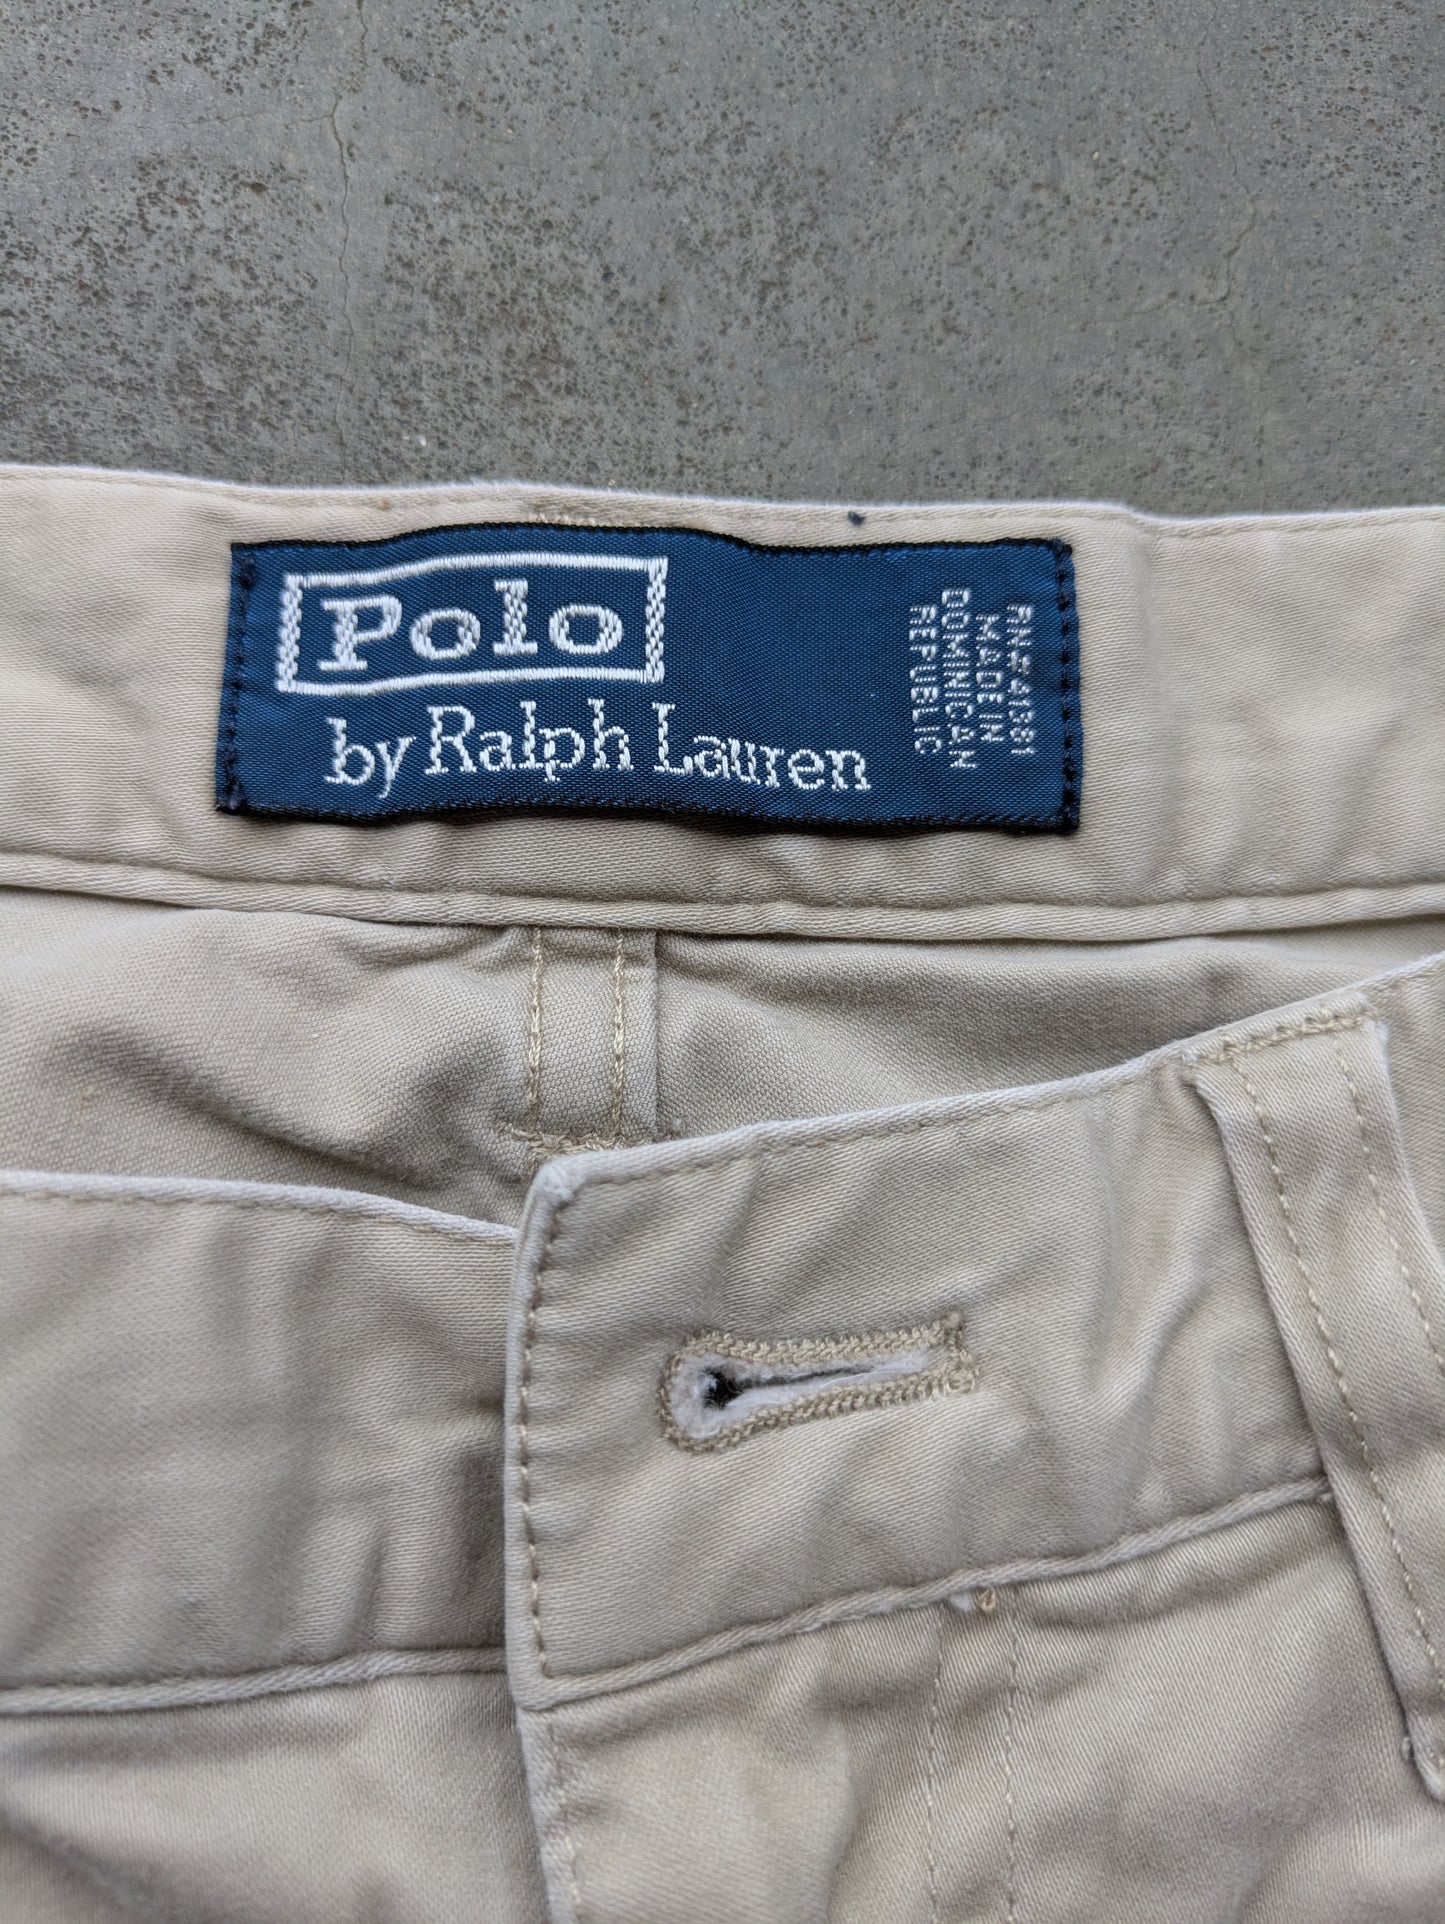 Polo
by Ralph Lauren
RN#41381
MADE IN
DOMINICAN
REPUBLIC